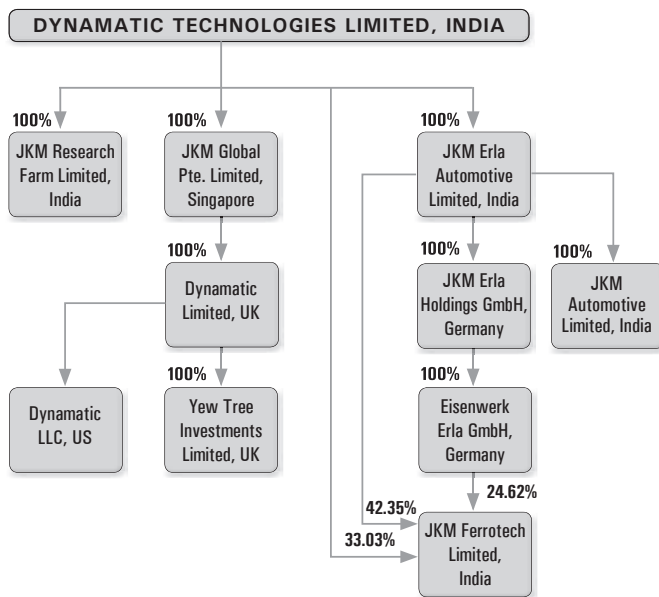 DYNAMATIC TECHNOLOGIES LIMITED, INDIA
100%
JKM Research
Farm Limited,
India
100%
JKM Global
Pte. Limited,
Singapore
100%
JKM Erla
Automotive
Limited, India
100%
Dynamatic
Limited, UK
100%
JKM Erla
Holdings GmbH,
Germany
100%
JKM
Automotive
Limited, India
Dynamatic
LLC, US
100%
Yew Tree
Investments
Limited, UK
100%
Eisenwerk
Erla GmbH,
Germany
24.62%
42.35%
33.03%
JKM Ferrotech
Limited,
India